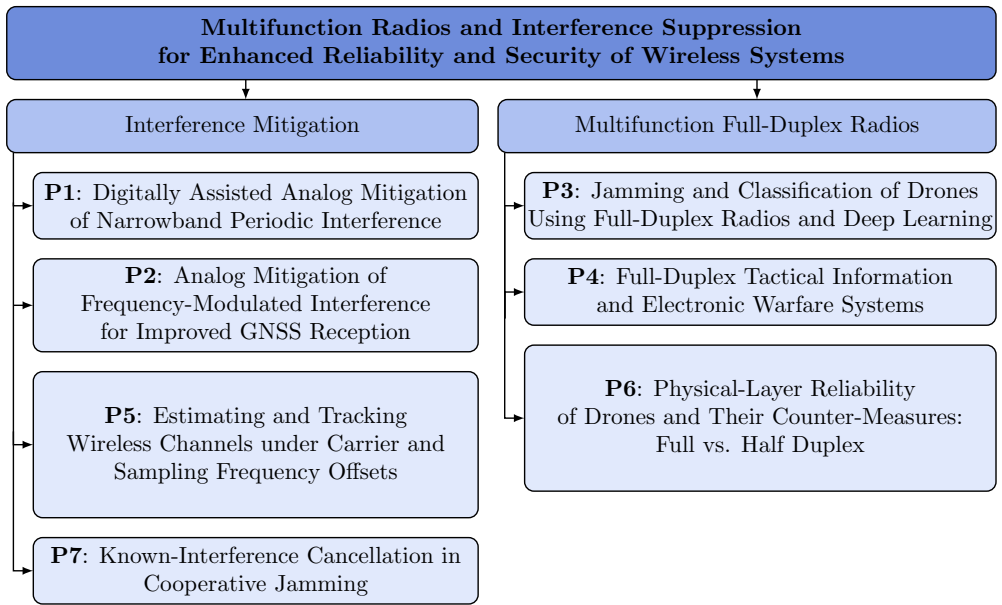 Multifunction Radios and Interference Suppression
for Enhanced Reliability and Security of Wireless Systems
Interference Mitigation
P1: Digitally Assisted Analog Mitigation
of Narrowband Periodic Interference
P2: Analog Mitigation of
Frequency-Modulated Interference
for Improved GNSS Reception
P5: Estimating and Tracking
Wireless Channels under Carrier and
Sampling Frequency Offsets
P7: Known-Interference Cancellation in
Cooperative Jamming
Multifunction Full-Duplex Radios
P3: Jamming and Classification of Drones
Using Full-Duplex Radios and Deep Learning
P4: Full-Duplex Tactical Information
and Electronic Warfare Systems
P6: Physical-Layer Reliability
of Drones and Their Counter-Measures:
Full vs. Half Duplex